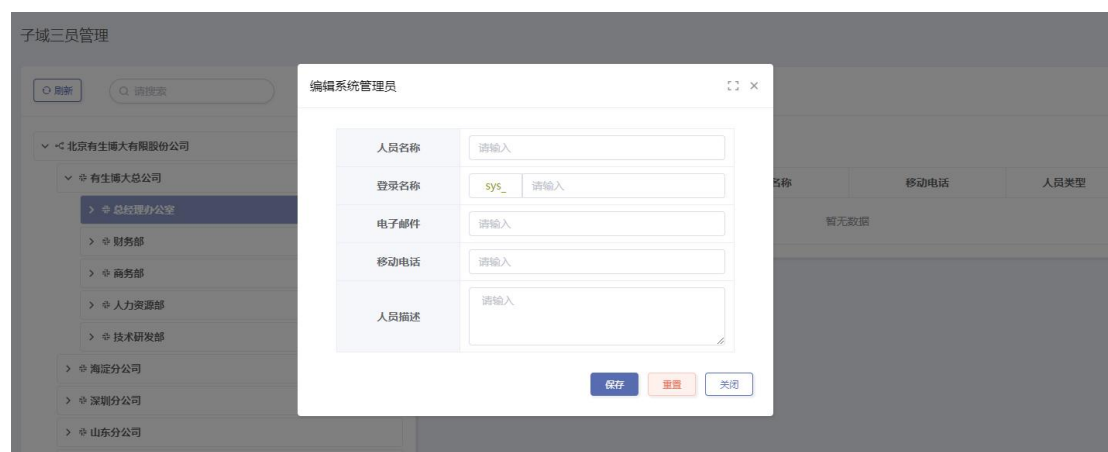 子域三员管理
刷新
请搜索
北京有生博大有限股份公司
有生博大总公司
总经理办公室
财务部
商务部
人力资源部
技术研发部
海淀分公司
深圳分公司
山东分公司
编辑系统管理员
人员名称 请输入
登录名称 sys_ 请输入
电子邮件 请输入
移动电话 请输入
人员描述 请输入
保存 重置 关闭
名称 移动电话 人员类型
暂无数据